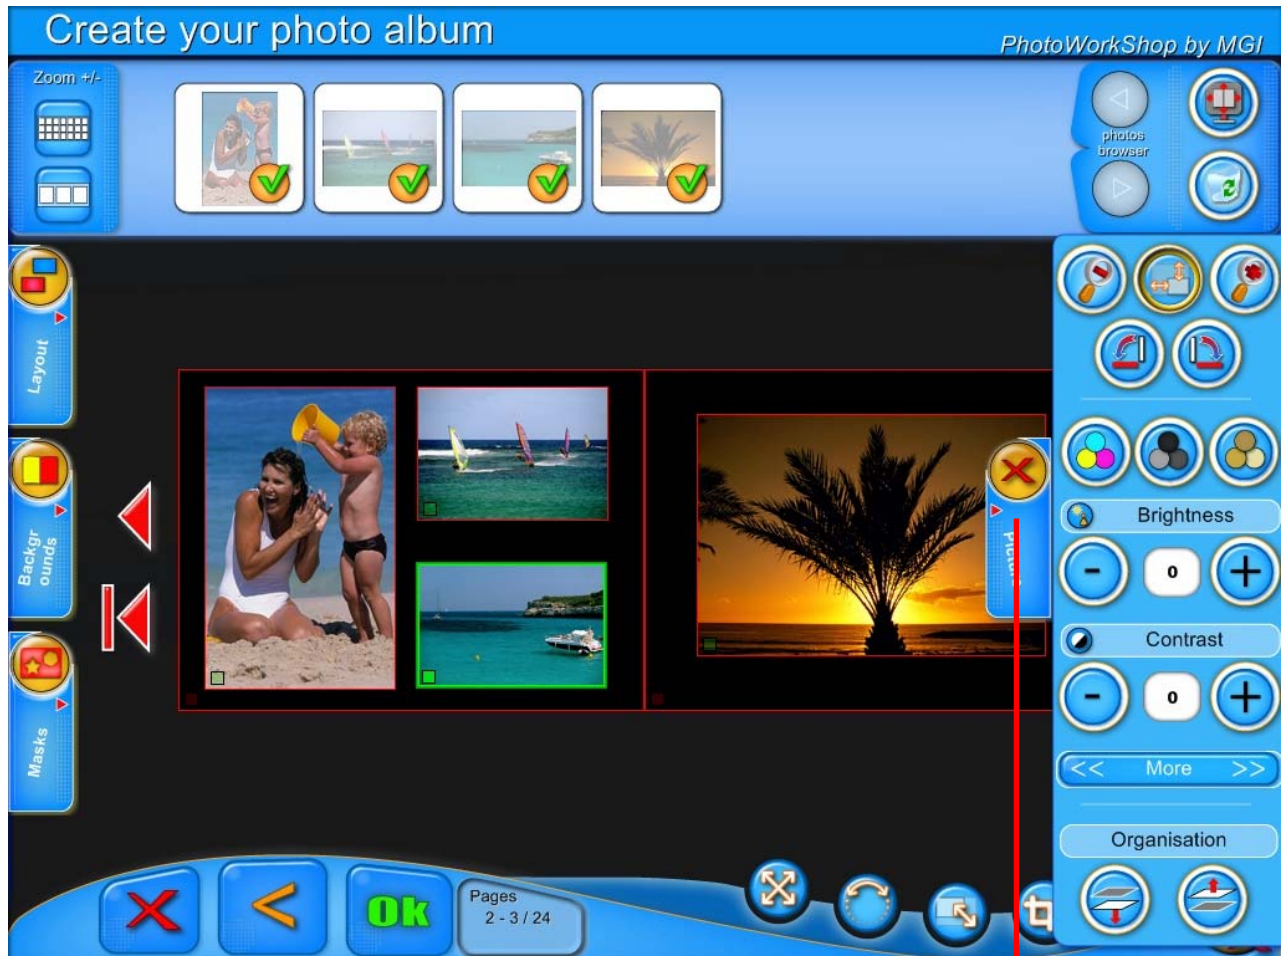 Create your photo album
PhotoWorkShop by MGI
Zoom +/-
photos
browser
Layout
Backgr
ounds
Masks
Picture
Brightness
-
0
+
Contrast
-
0
+
<< More >>
Organisation
<
Ok
Pages
2 - 3 / 24